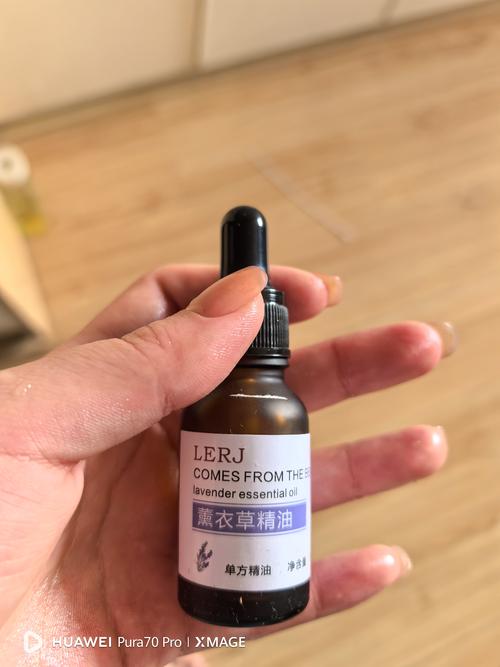 LERJ
COMES FROM THE
lavender essential oil
薰衣草精油
单方精油 净含量
HUAWEI Pura70 Pro | XMAGE